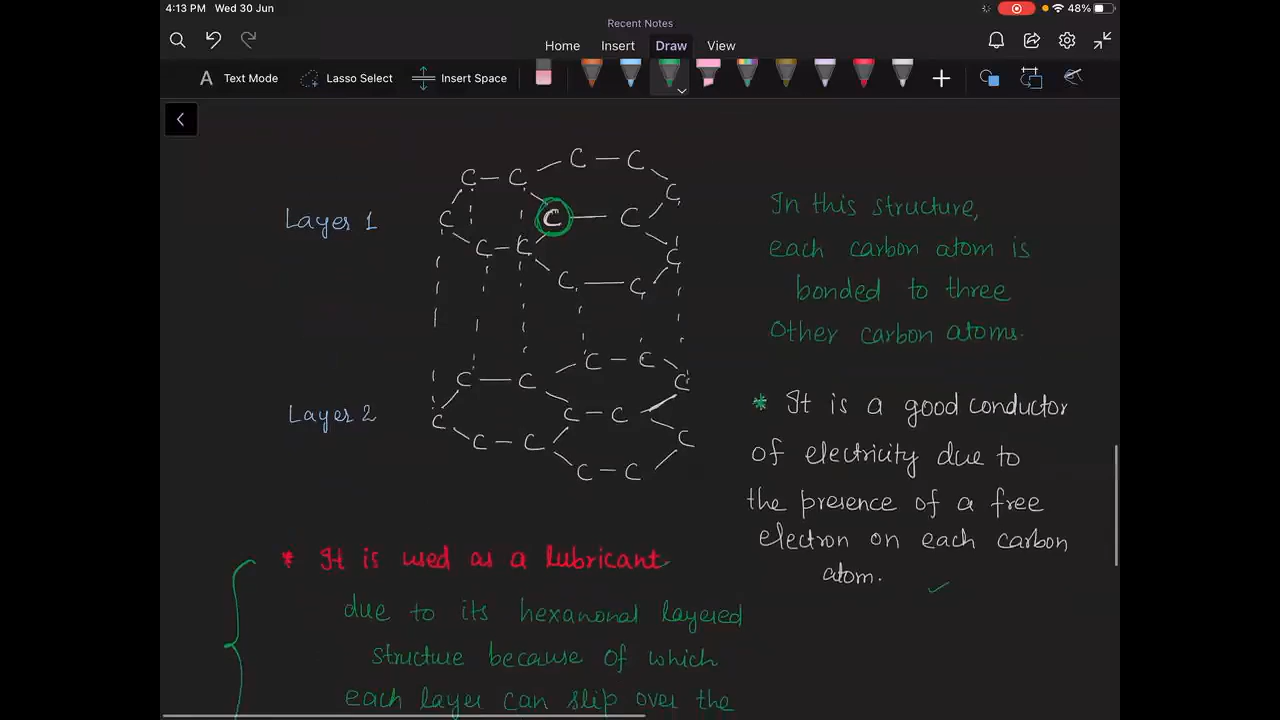 4:13 PM Wed 30 Jun
48%
Recent Notes
Home Insert Draw View
Text Mode Lasso Select Insert Space
C — C
C — C
C
Layer 1
C
C — C
C — C
C
C — C
In this structure,
each carbon atom is
bonded to three
other carbon atoms.
C — C
C — C
C
Layer 2
C
C — C
C — C
C
C — C
* It is a good conductor
of electricity due to
the presence of a free
electron on each carbon
atom.
* It is used as a lubricant
due to its hexanonal layered
structure because of which
each layer can slip over the